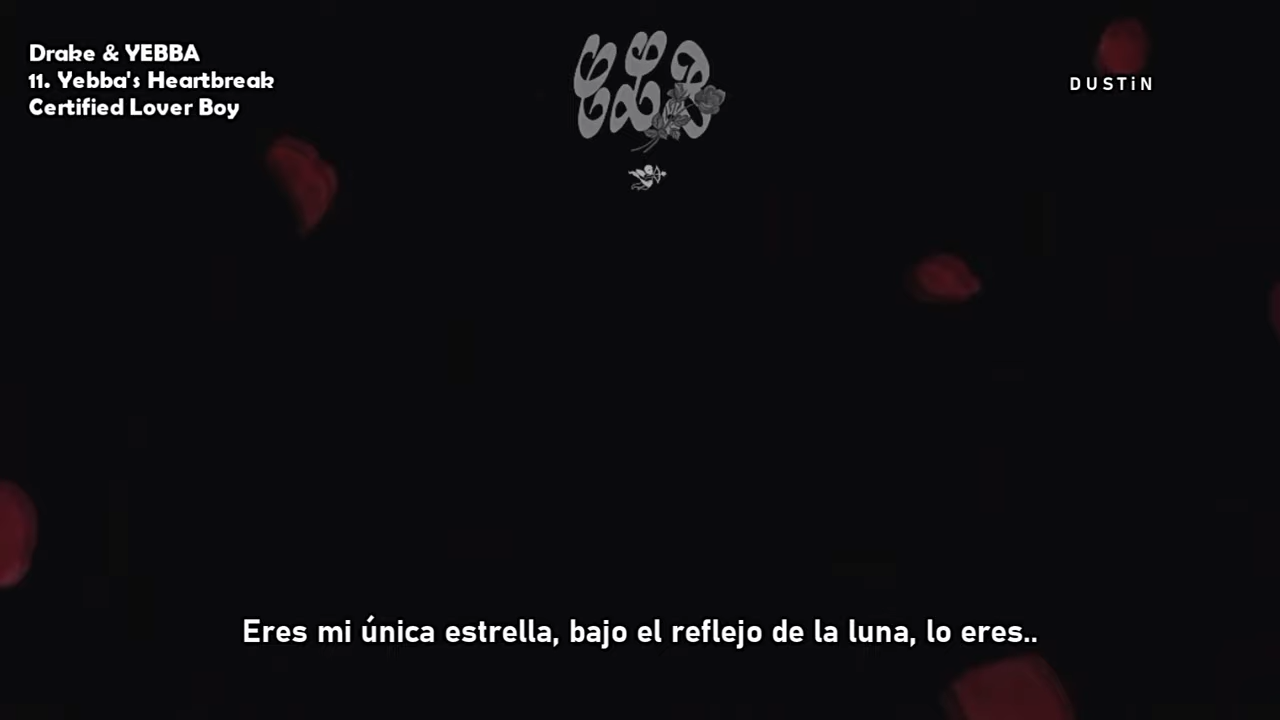 Drake & YEBBA
11. Yebba's Heartbreak
Certified Lover Boy
CLB
DUSTiN
Eres mi única estrella, bajo el reflejo de la luna, lo eres..